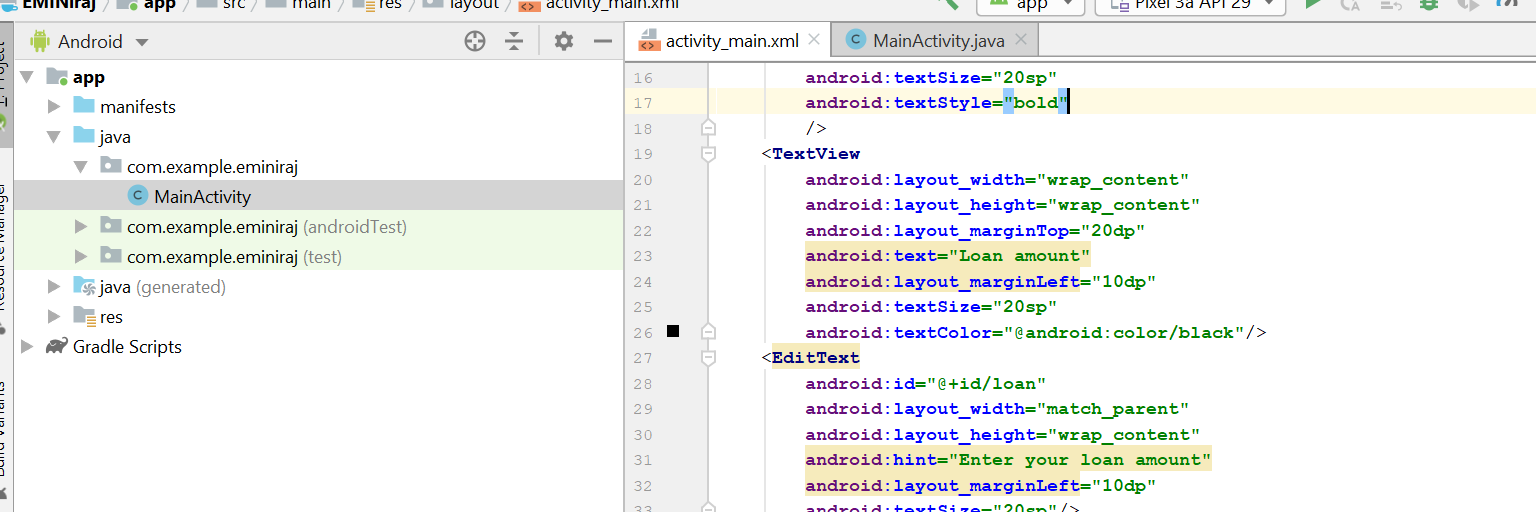 EMINiraj app src main res layout activity_main.xml app Pixel 3a API 29
Android
activity_main.xml
MainActivity.java
app
manifests
java
com.example.eminiraj
MainActivity
com.example.eminiraj (androidTest)
com.example.eminiraj (test)
java (generated)
res
Gradle Scripts
Project
Resource Manager
Build Variants
16 android:textSize="20sp"
17 android:textStyle="bold"
18 />
19 <TextView
20 android:layout_width="wrap_content"
21 android:layout_height="wrap_content"
22 android:layout_marginTop="20dp"
23 android:text="Loan amount"
24 android:layout_marginLeft="10dp"
25 android:textSize="20sp"
26 android:textColor="@android:color/black"/>
27 <EditText
28 android:id="@+id/loan"
29 android:layout_width="match_parent"
30 android:layout_height="wrap_content"
31 android:hint="Enter your loan amount"
32 android:layout_marginLeft="10dp"
33 android:textSize="20sp"/>